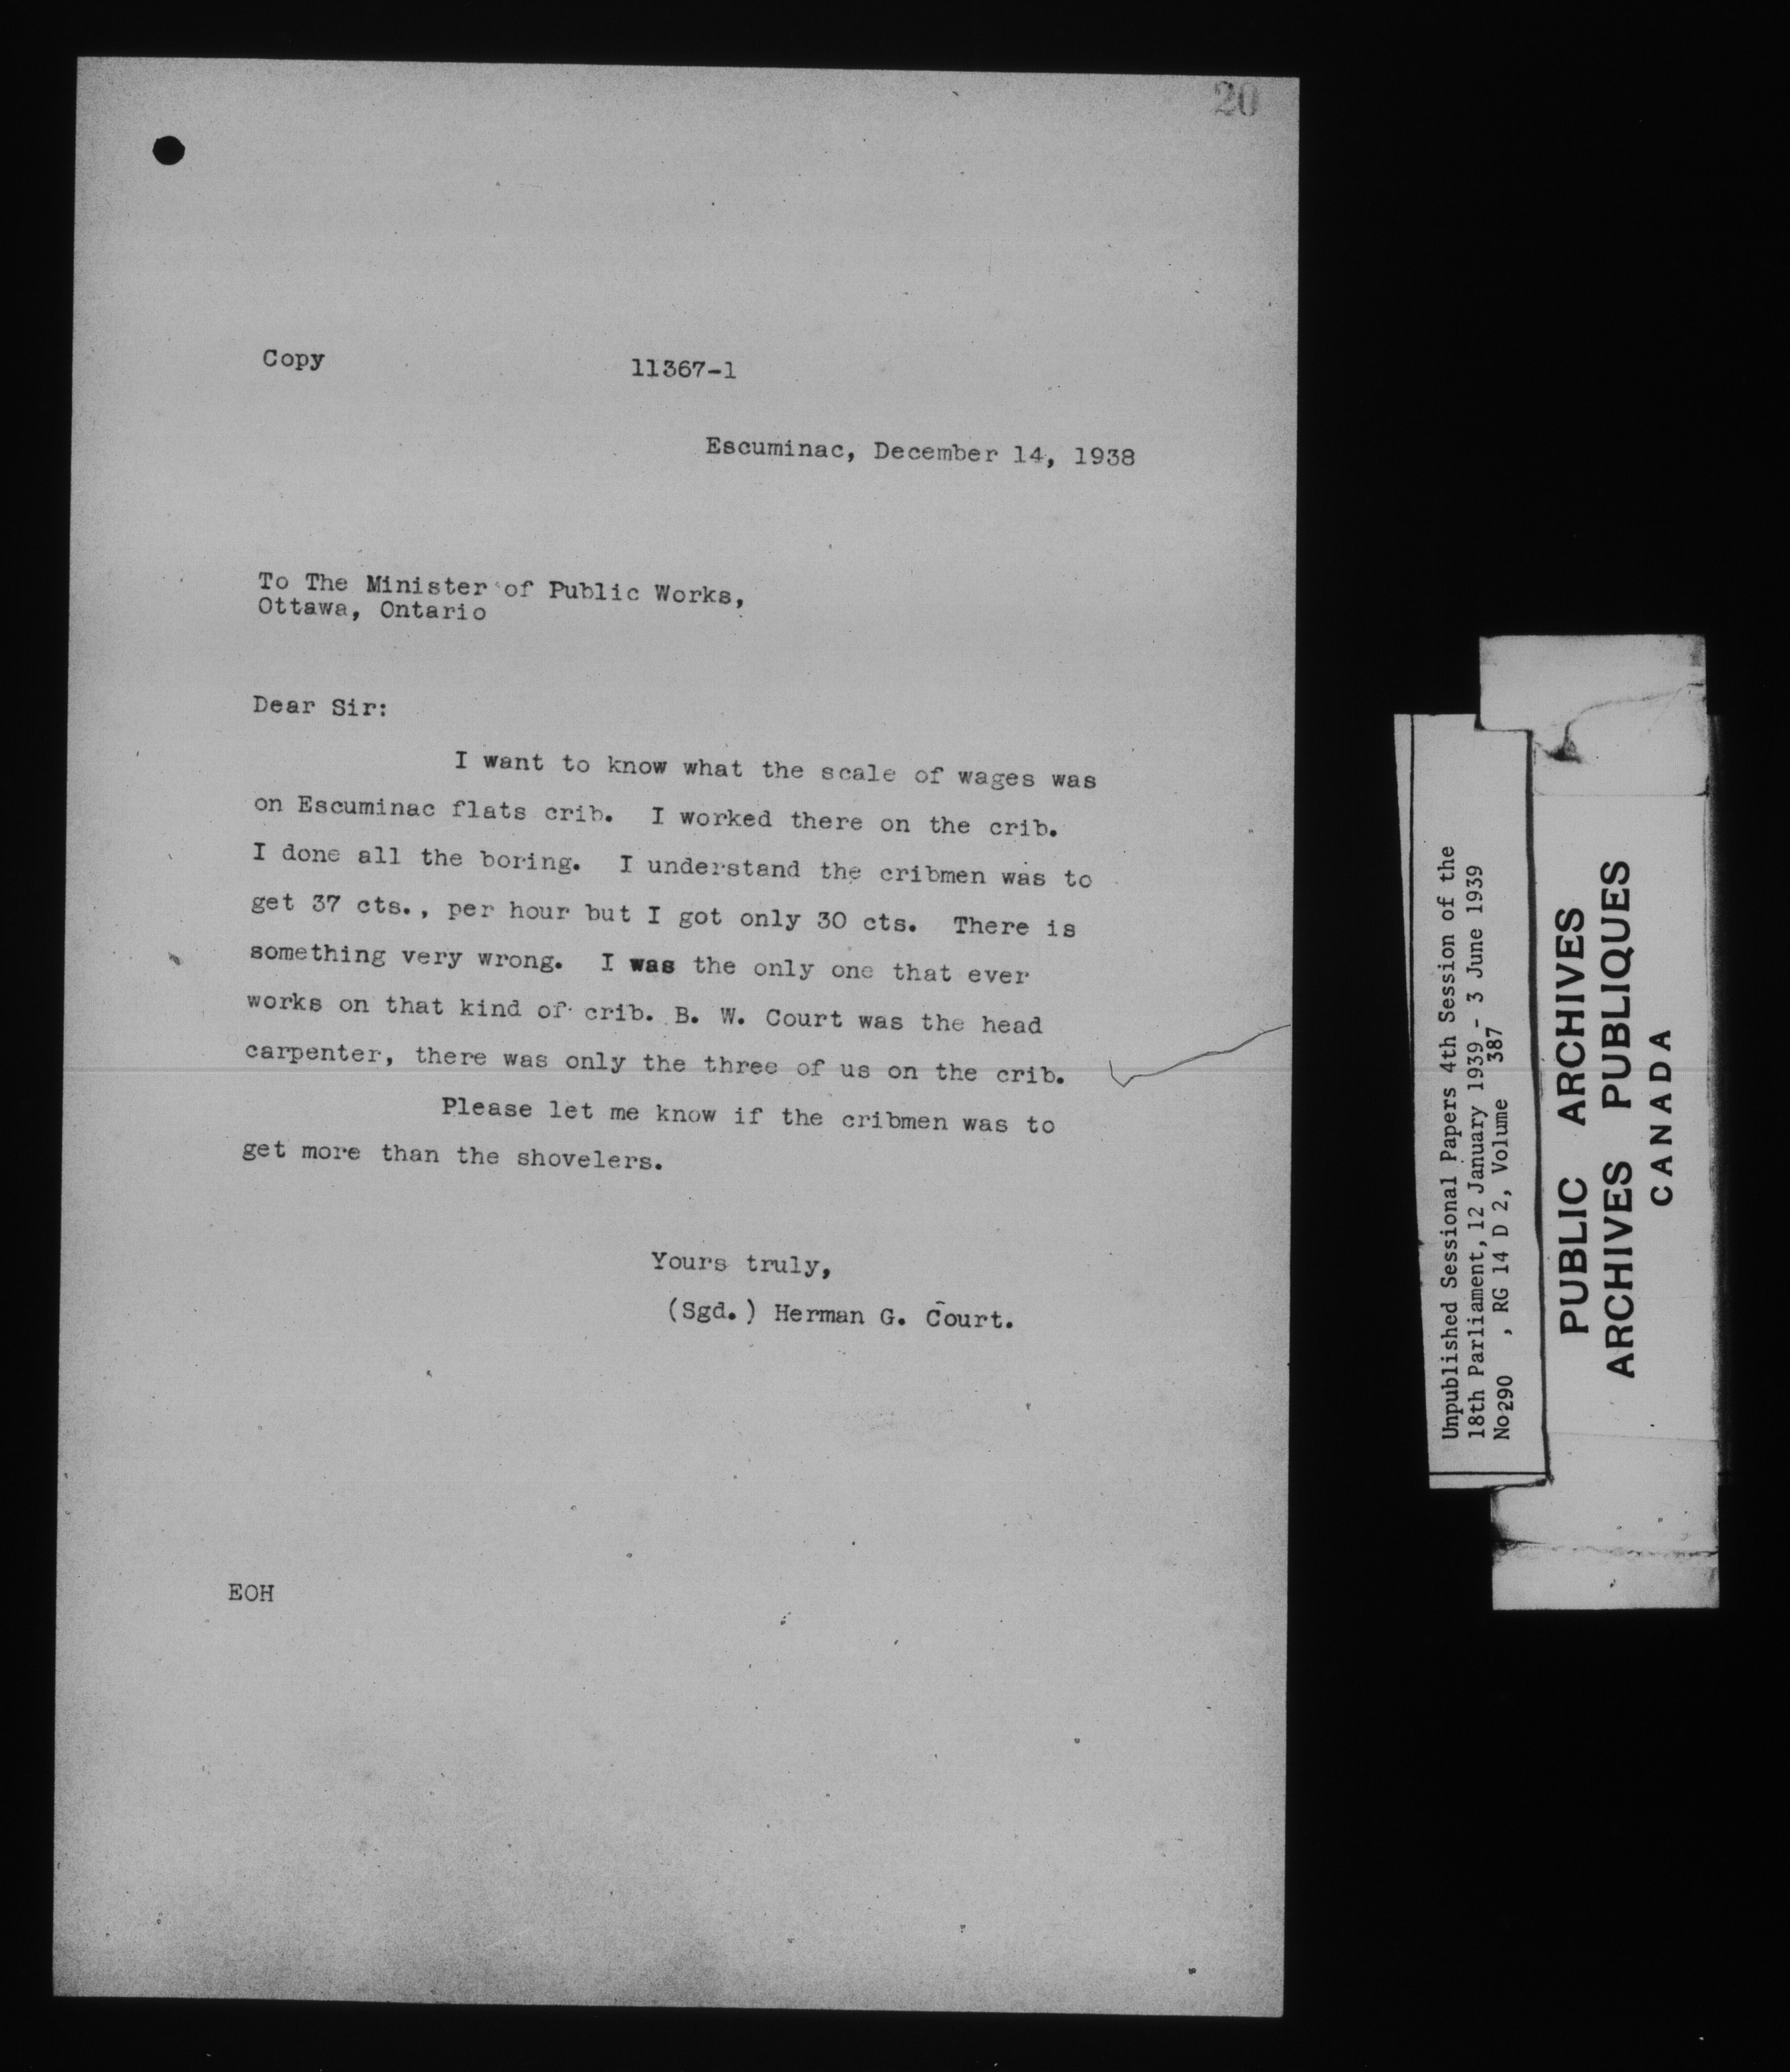 20
Copy
11367-1
Escuminac, December 14, 1938
To The Minister of Public Works,
Ottawa, Ontario
Dear Sir:
I want to know what the scale of wages was
on Escuminac flats crib. I worked there on the crib.
I done all the boring. I understand the cribmen was to
get 37 cts., per hour but I got only 30 cts. There is
something very wrong. I was the only one that ever
works on that kind of crib. B. W. Court was the head
carpenter, there was only the three of us on the crib.
Please let me know if the cribmen was to
get more than the shovelers.
Yours truly,
(Sgd.) Herman G. Court.
EOH
Unpublished Sessional Papers 4th Session of the
18th Parliament, 12 January 1939 - 3 June 1939
No 290 , RG 14 D 2, Volume 387
PUBLIC ARCHIVES
ARCHIVES PUBLIQUES
CANADA